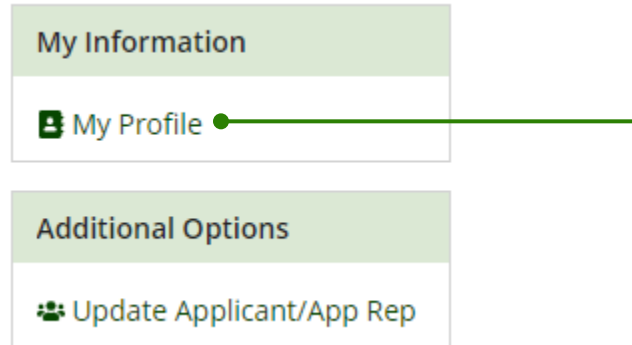 My Information
My Profile
Additional Options
Update Applicant/App Rep